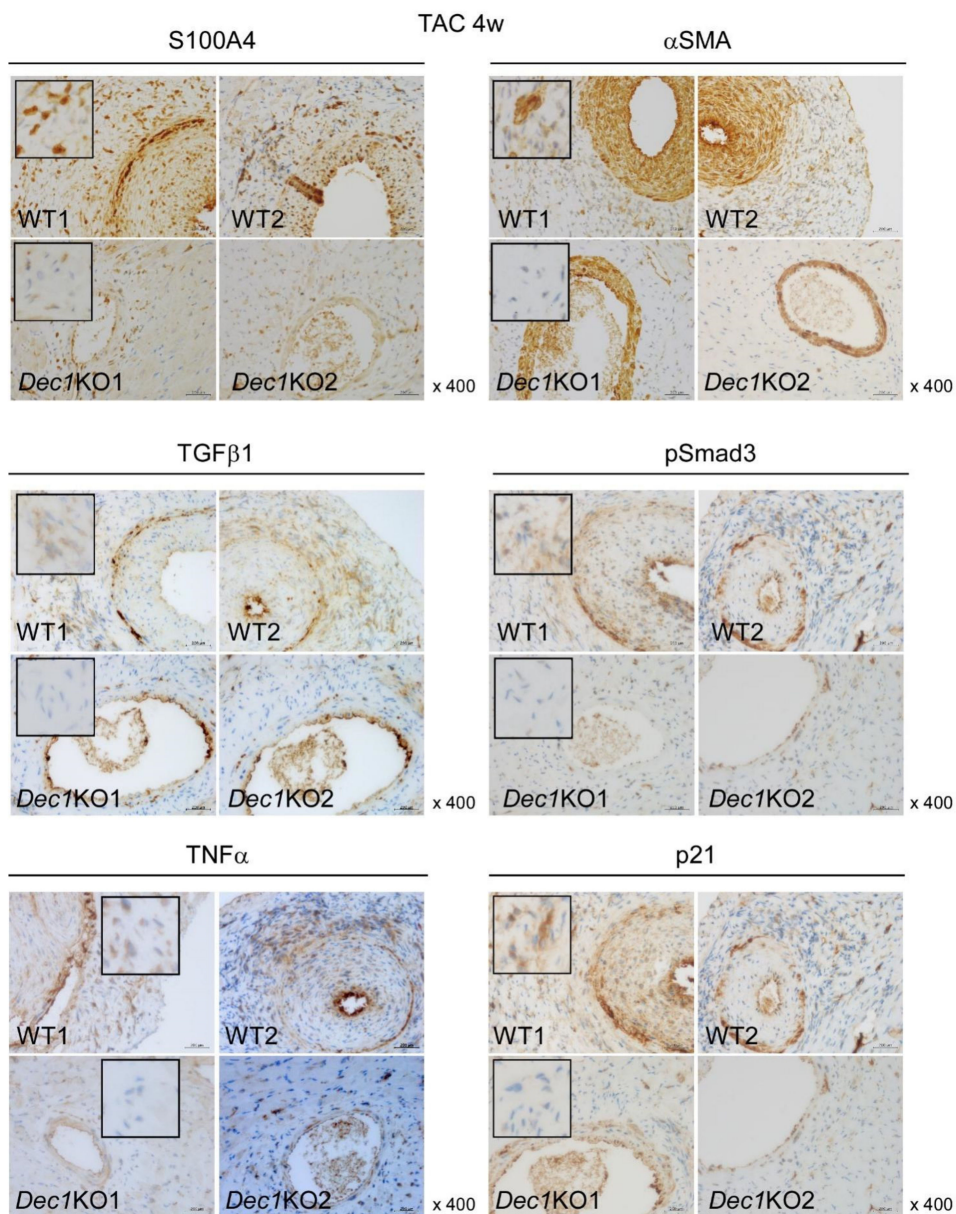 TAC 4w
S100A4
αSMA
WT1
WT2
WT1
WT2
Dec1KO1
Dec1KO2
x 400
Dec1KO1
Dec1KO2
x 400
TGFβ1
pSmad3
WT1
WT2
WT1
WT2
Dec1KO1
Dec1KO2
x 400
Dec1KO1
Dec1KO2
x 400
TNFα
p21
WT1
WT2
WT1
WT2
Dec1KO1
Dec1KO2
x 400
Dec1KO1
Dec1KO2
x 400